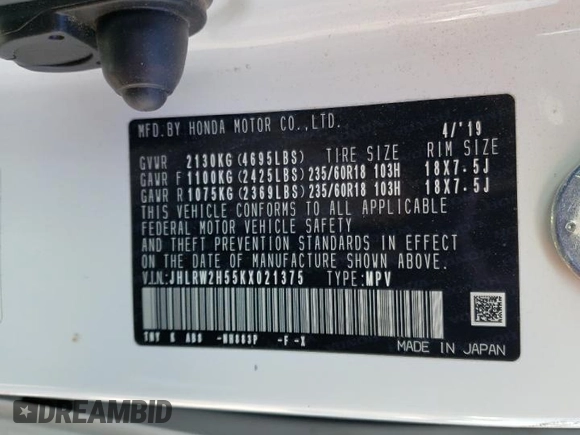 MFD.BY HONDA MOTOR CO.,LTD. 4/'19
GVWR 2130KG(4695LBS) TIRE SIZE RIM SIZE
GAWR F 1100KG(2425LBS) 235/60R18 103H 18X7.5J
GAWR R 1075KG(2369LBS) 235/60R18 103H 18X7.5J
THIS VEHICLE CONFORMS TO ALL APPLICABLE
FEDERAL MOTOR VEHICLE SAFETY
AND THEFT PREVENTION STANDARDS IN EFFECT
ON THE DATE OF MANUFACTURE SHOWN ABOVE.
V.I.N:JHLRW2H55KX021375 TYPE:MPV
K -NH883P -F -X
MADE IN JAPAN
DREAMBID